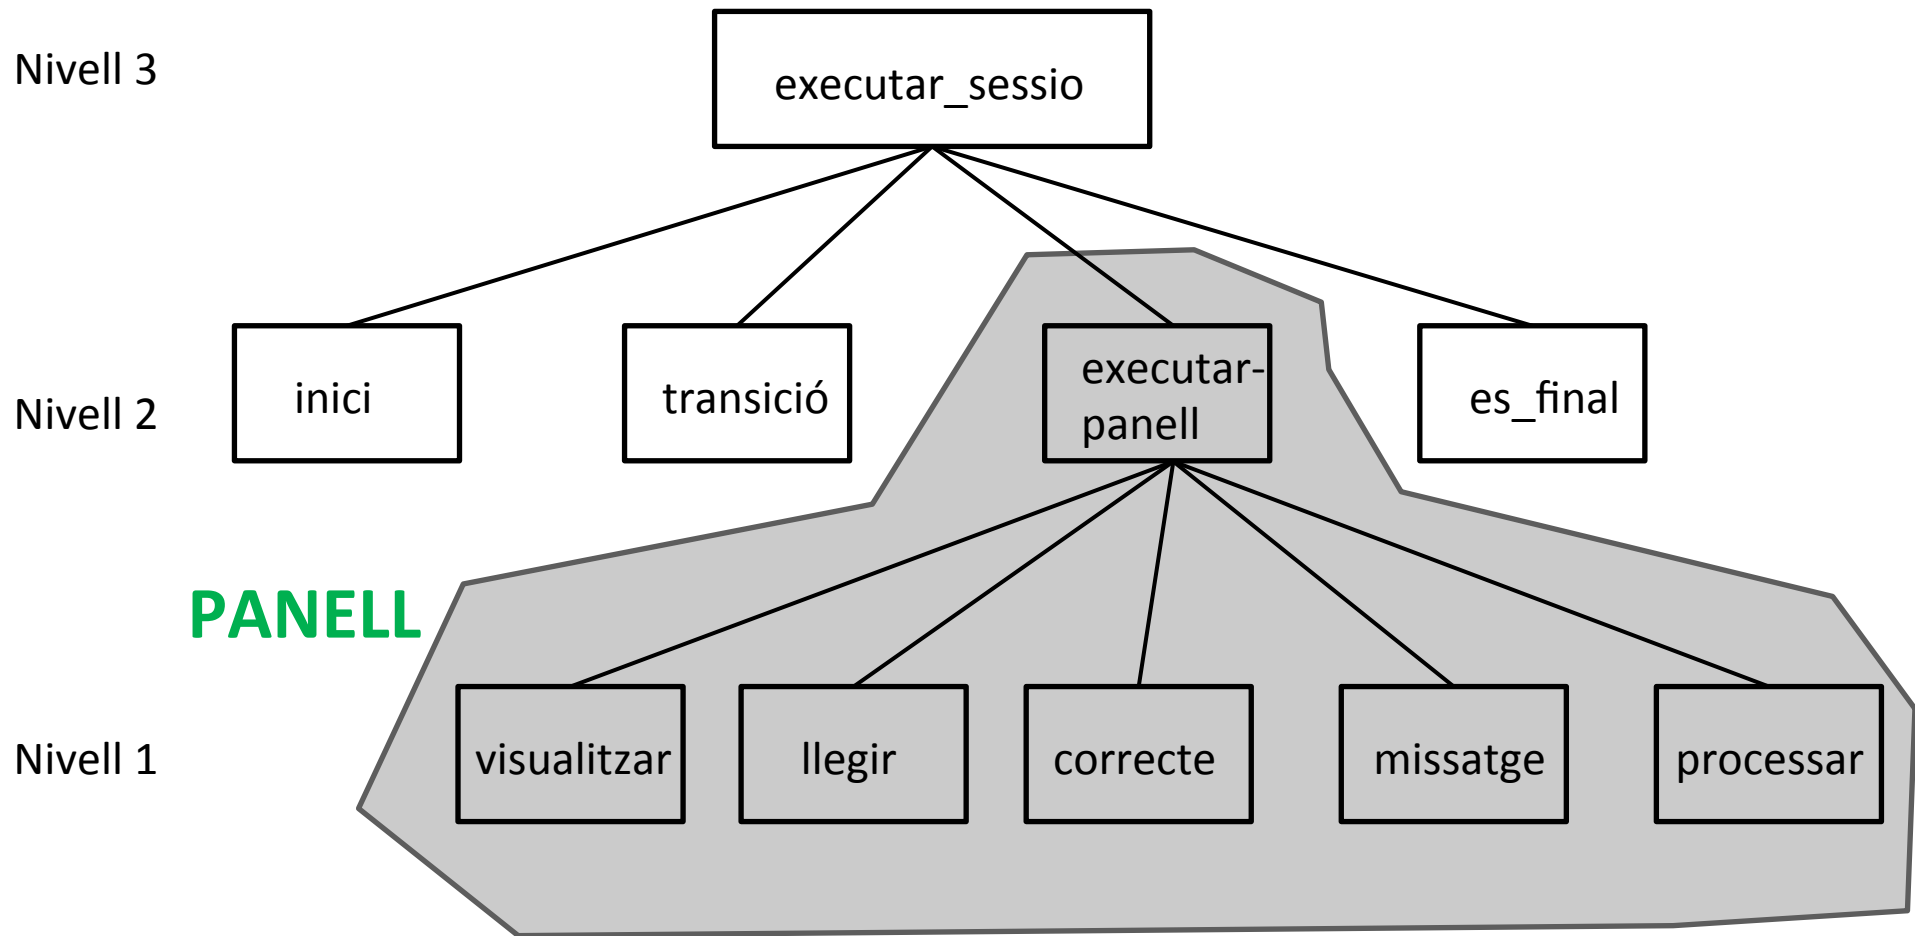 Nivell 3
executar_sessio
Nivell 2
inici
transició
executar-
panell
es_final
PANELL
Nivell 1
visualitzar
llegir
correcte
missatge
processar